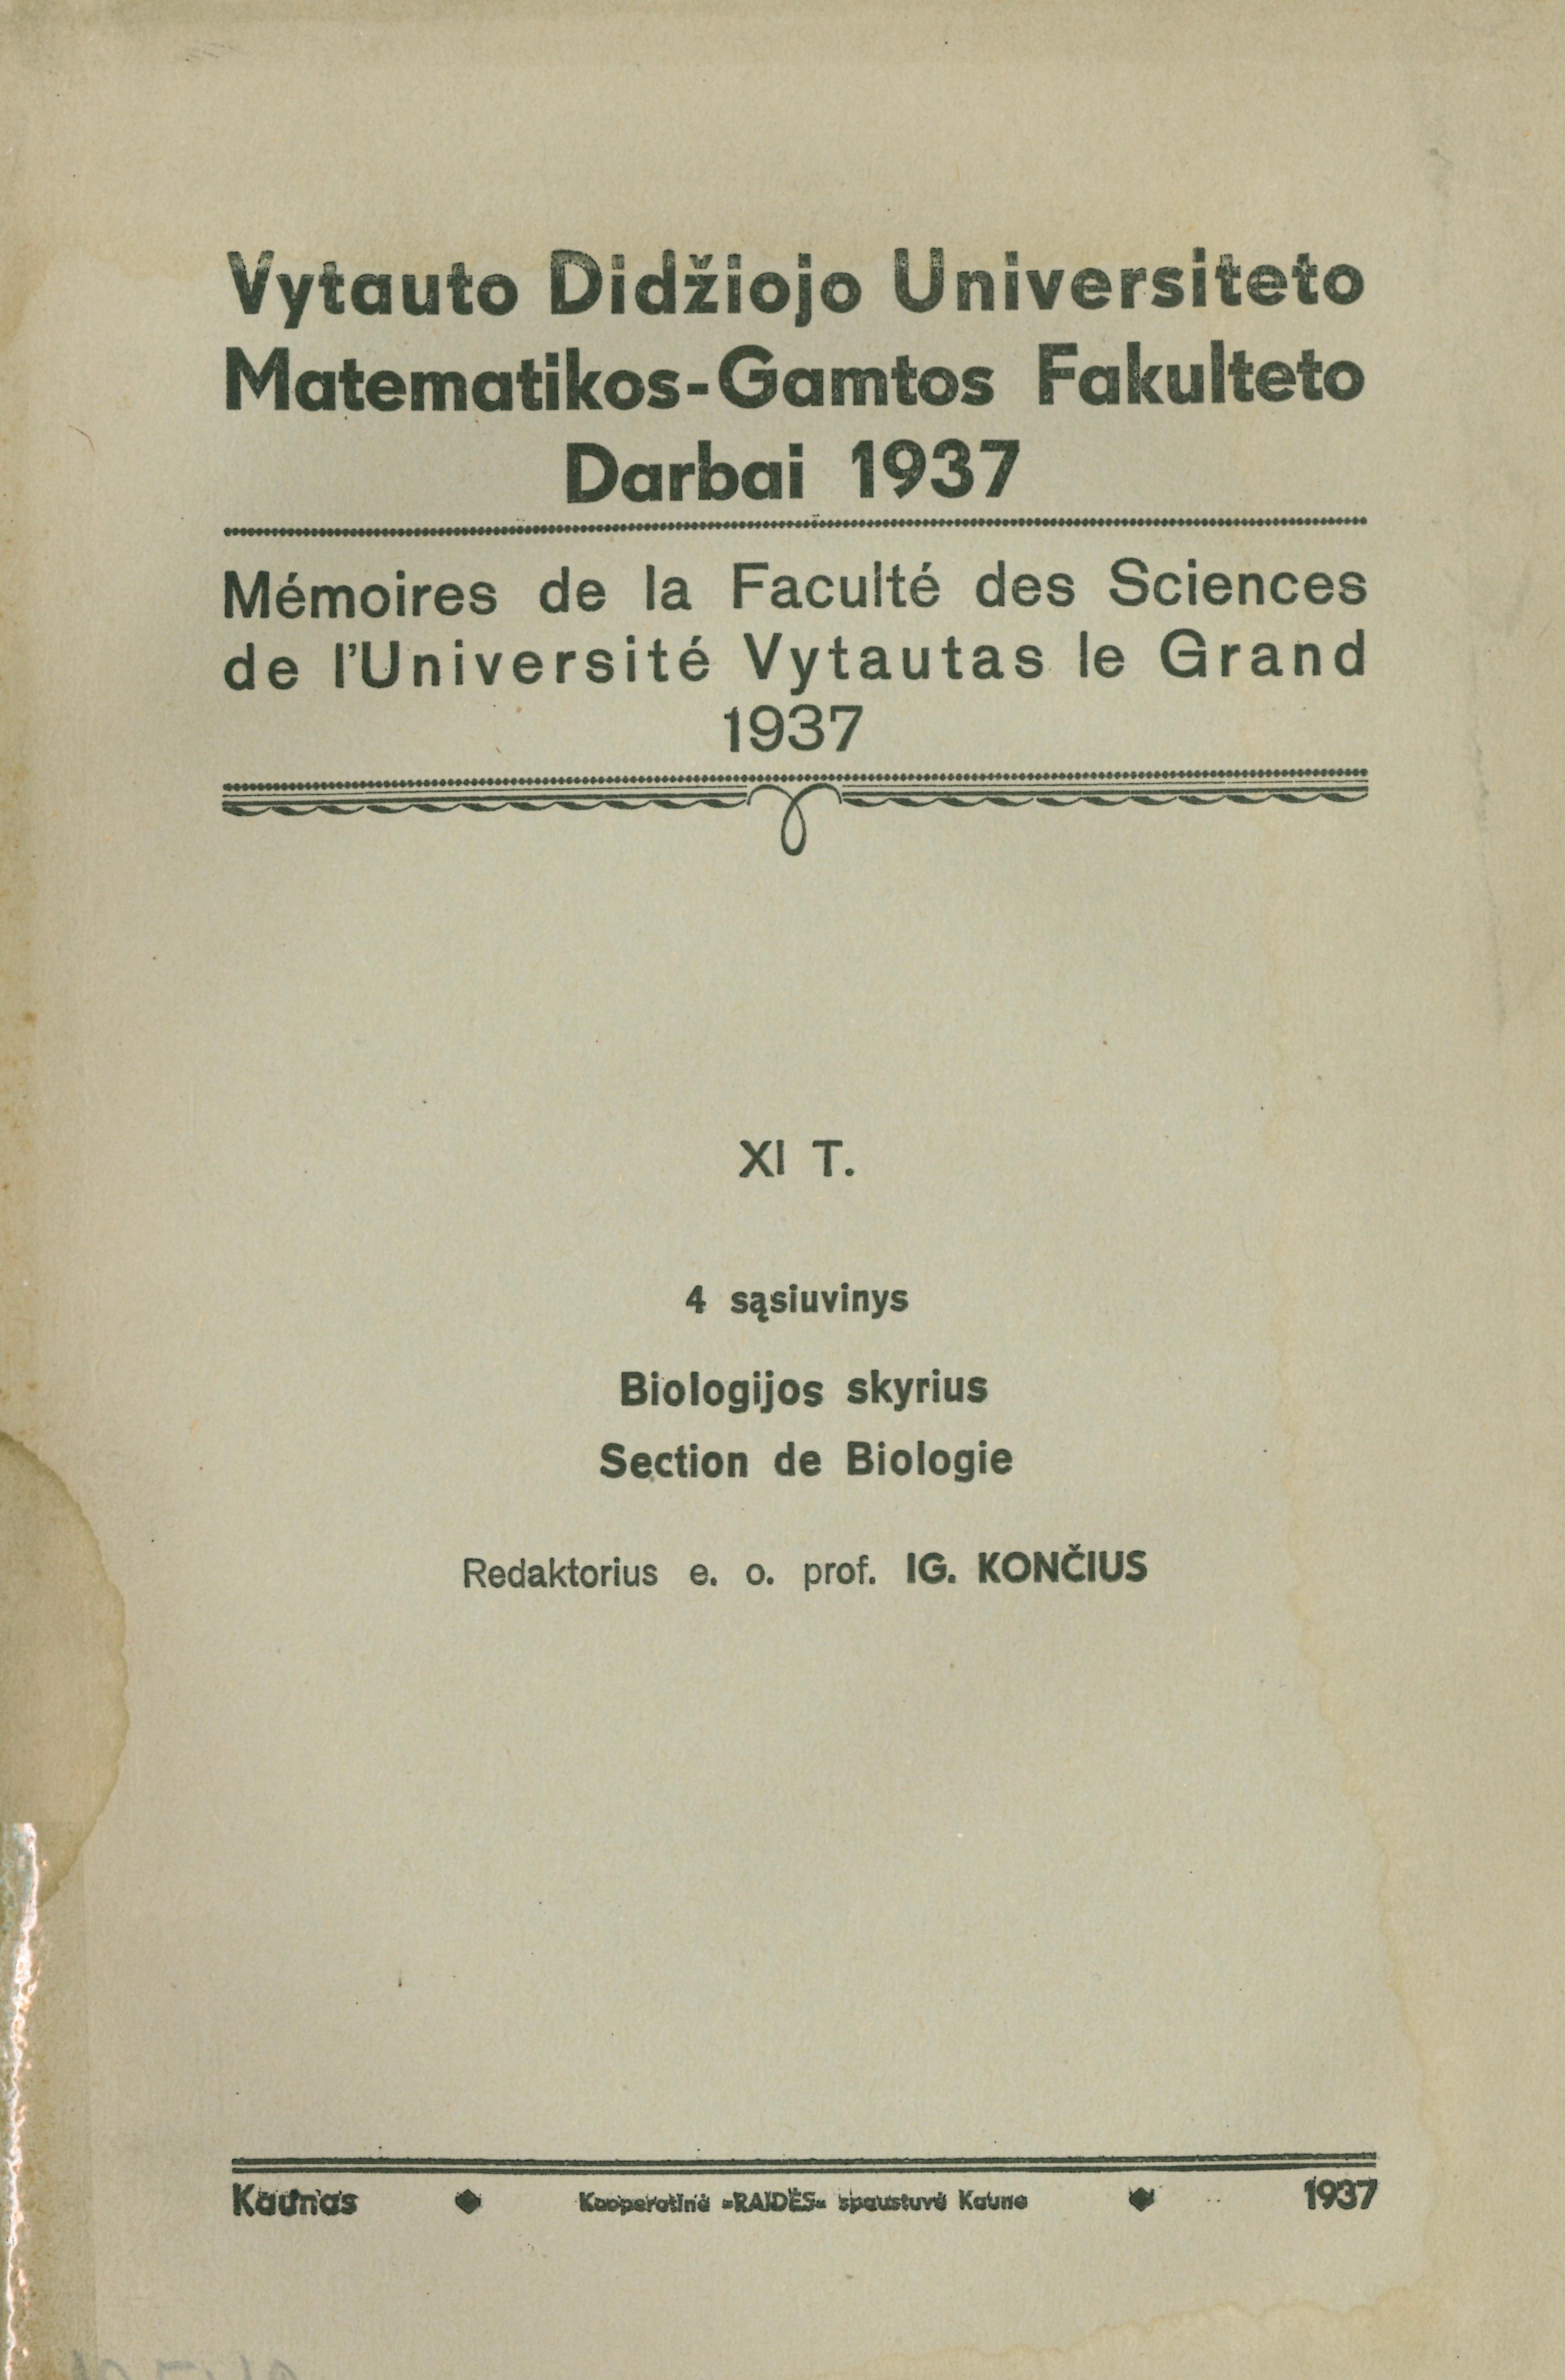 Vytauto Didžiojo Universiteto
Matematikos-Gamtos Fakulteto
Darbai 1937
Mémoires de la Faculté des Sciences
de l'Université Vytautas le Grand
1937
XI T.
4 sąsiuvinys
Biologijos skyrius
Section de Biologie
Redaktorius e. o. prof. IG. KONČIUS
Kaunas ◆ Kooperatinė »RAIDĖS« spaustuvė Kaune ◆ 1937